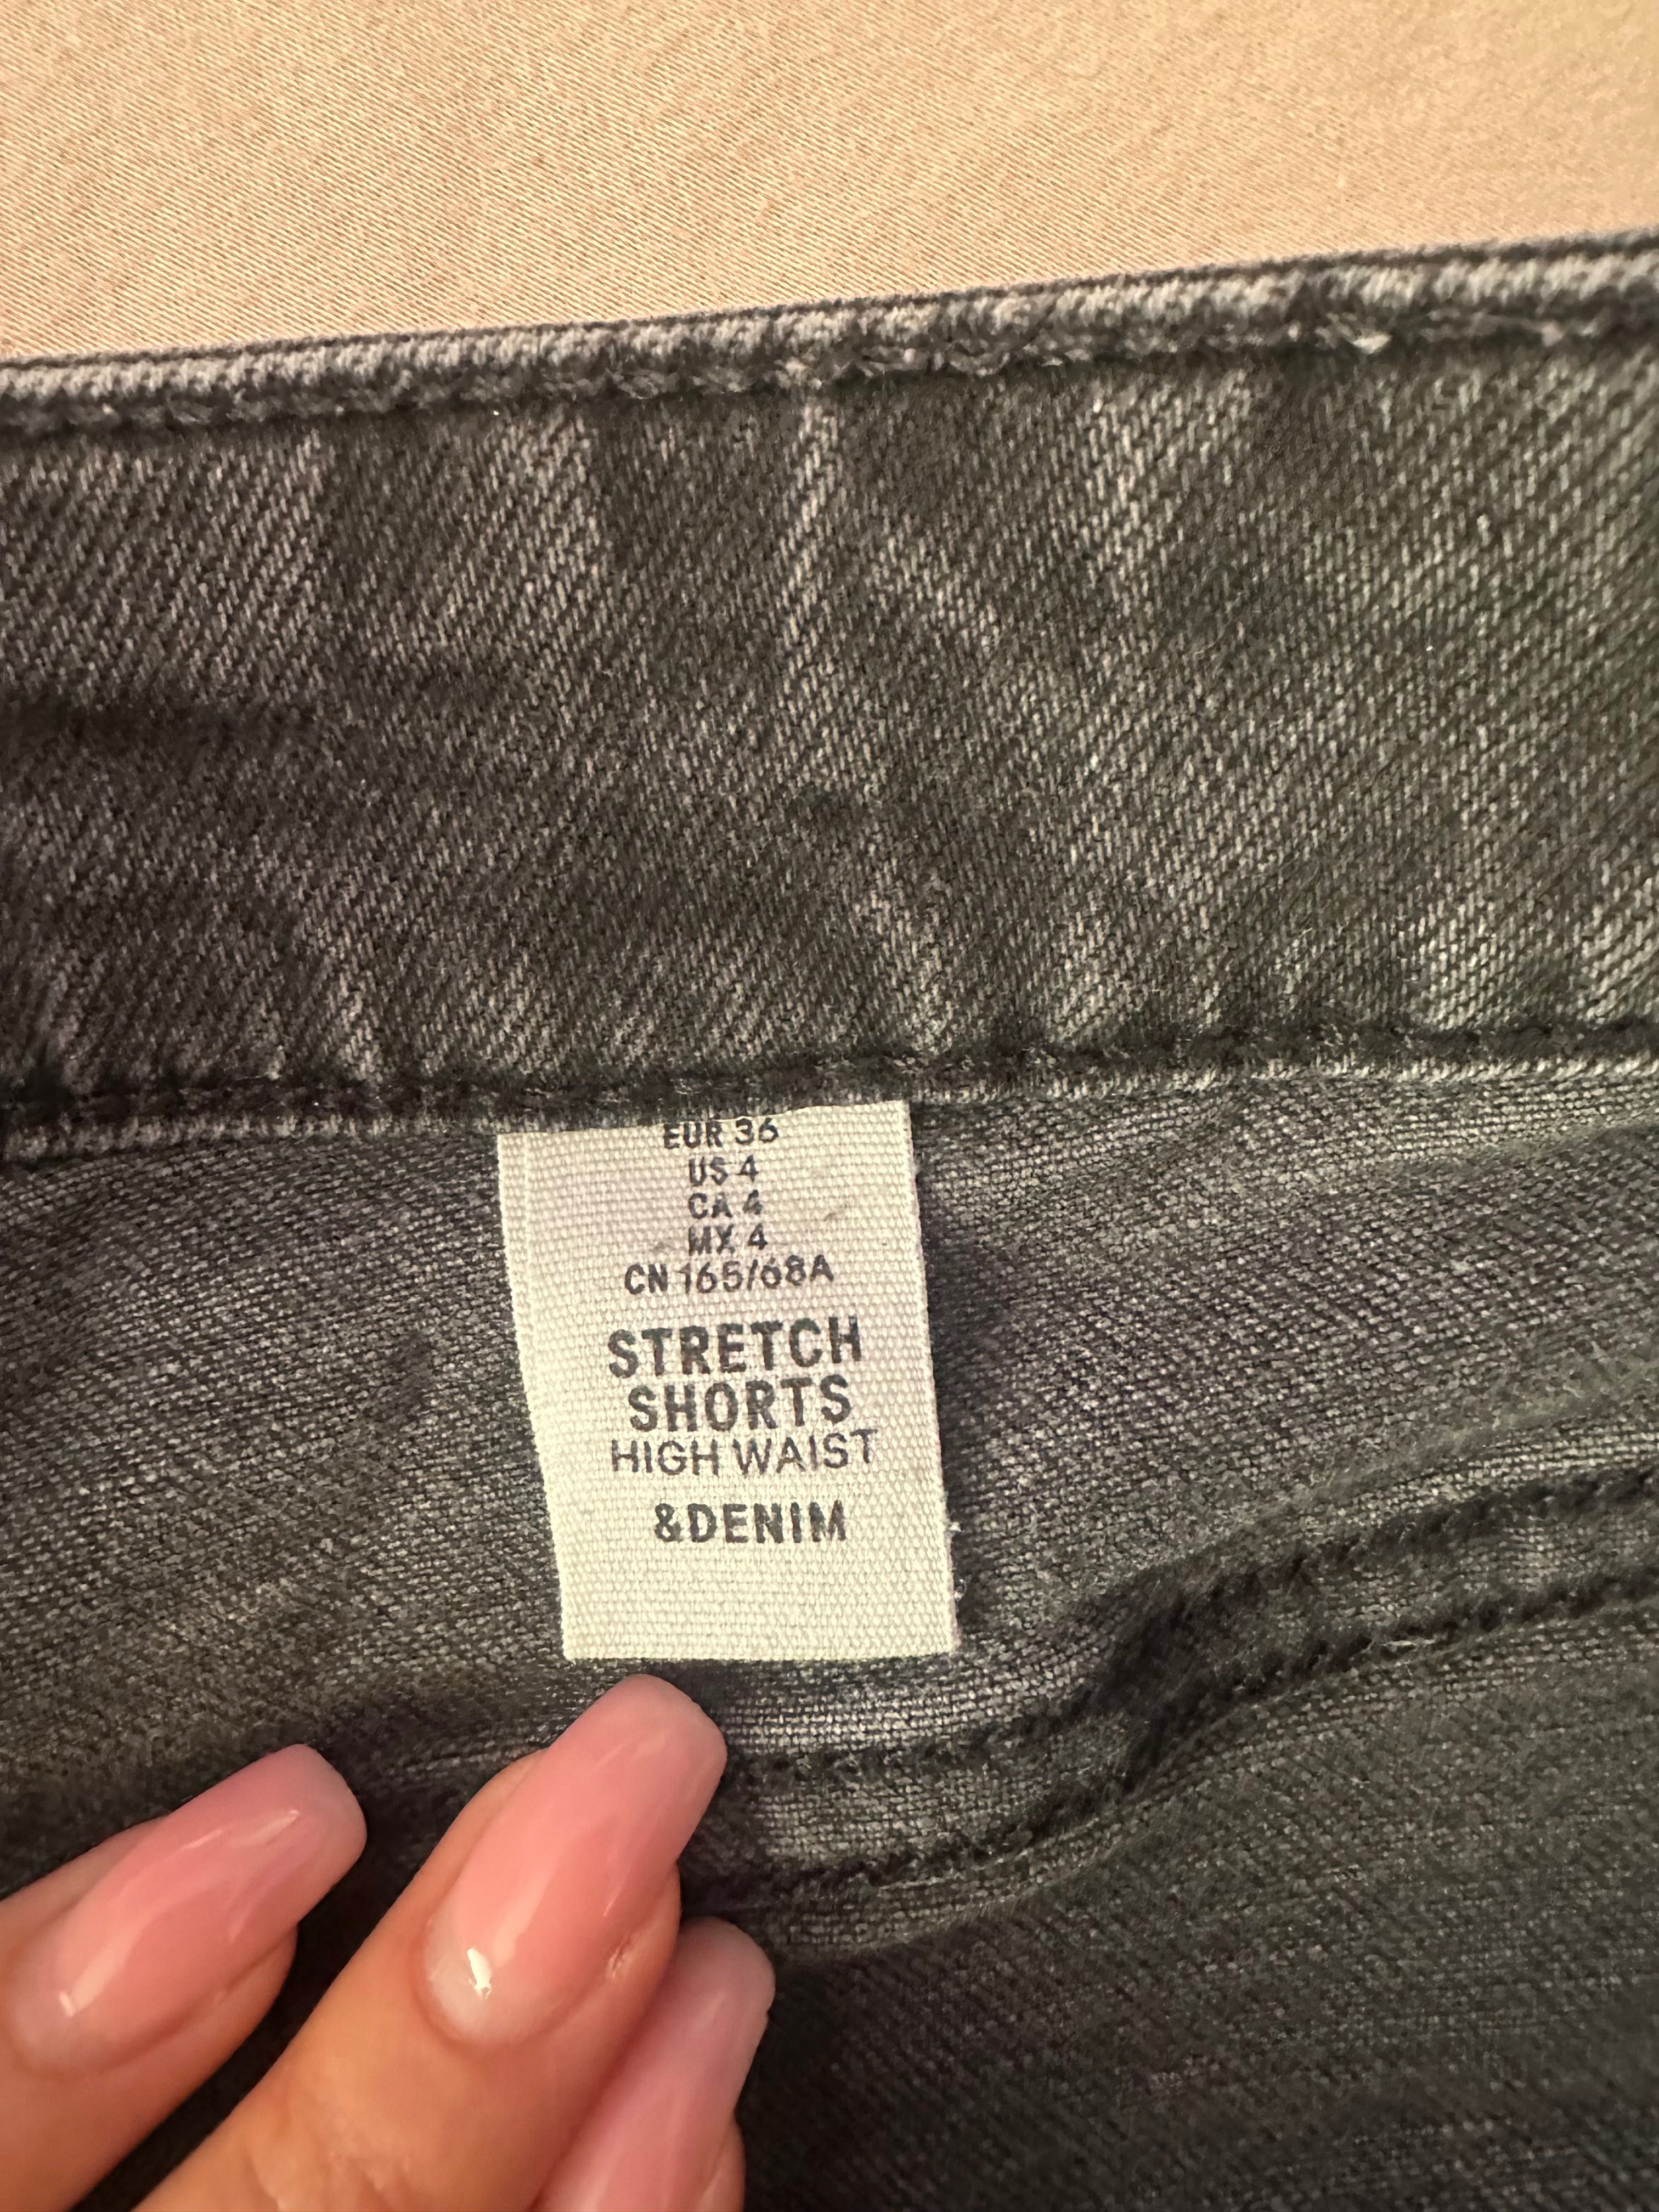 EUR 36
US 4
CA 4
MX 4
CN 165/68A
STRETCH
SHORTS
HIGH WAIST
&DENIM